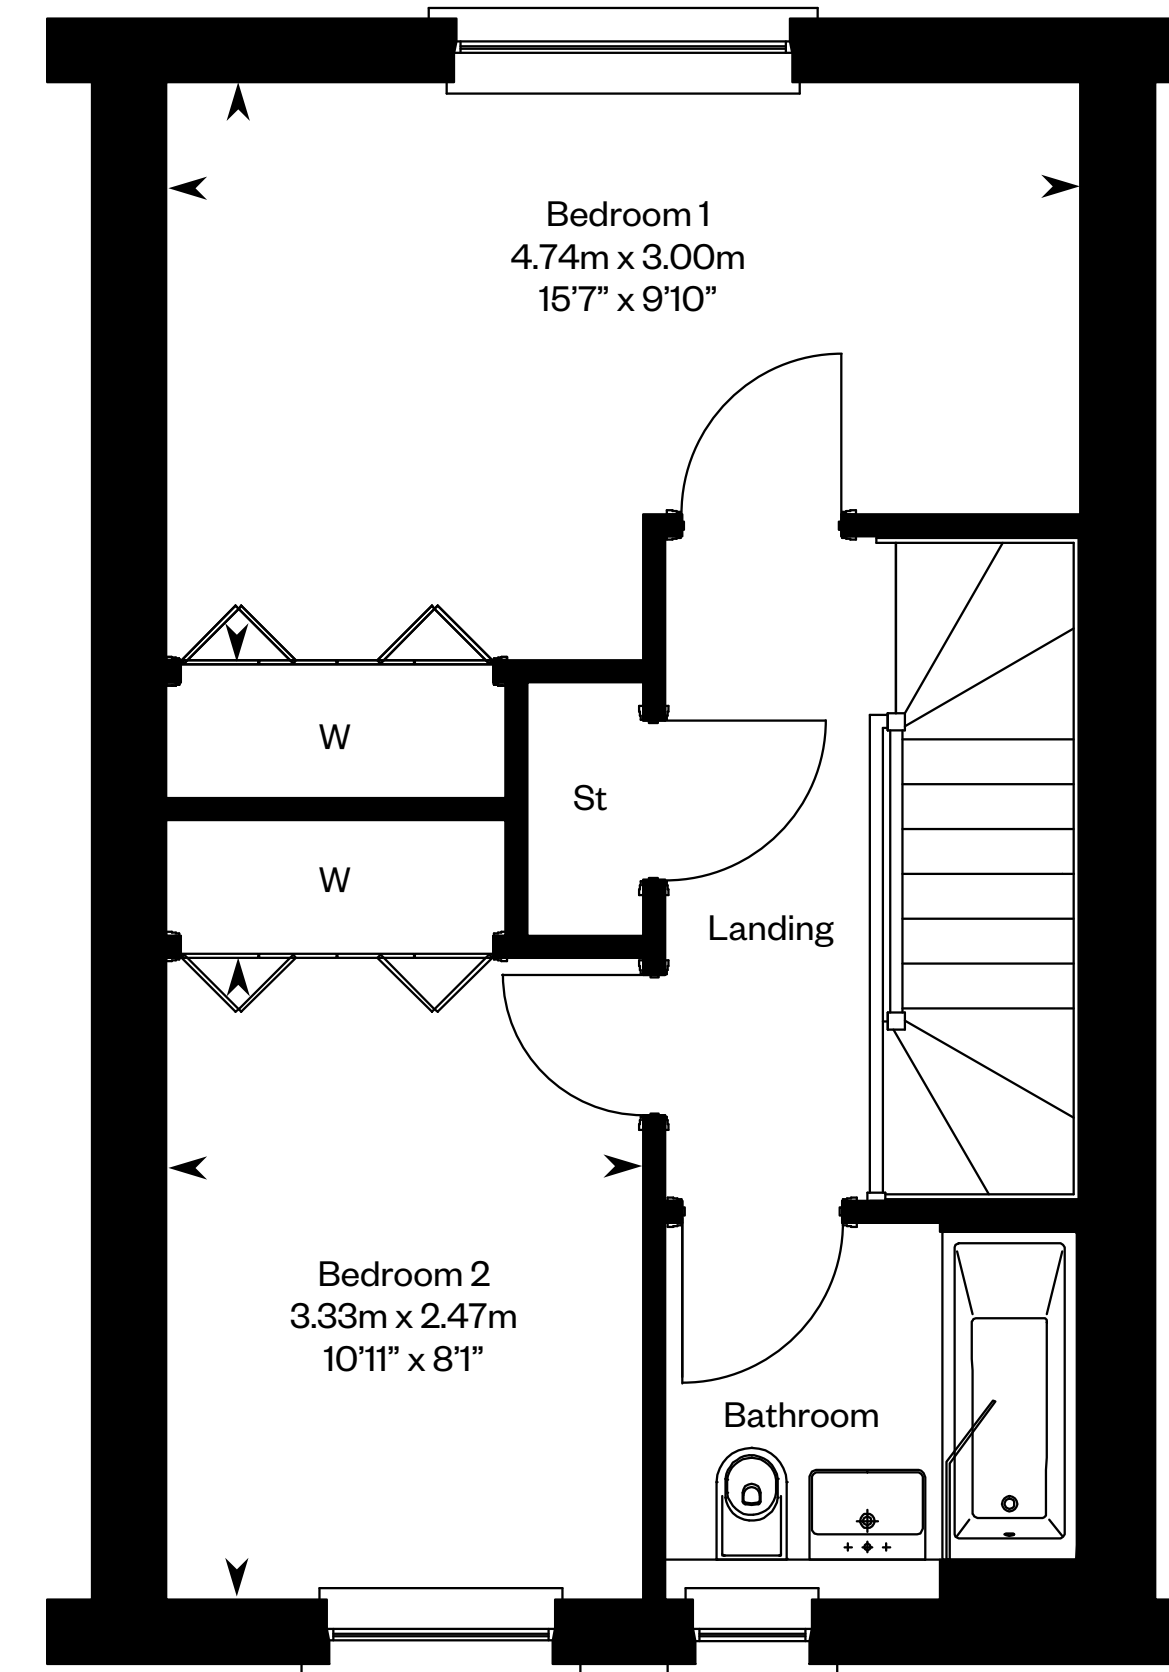 Bedroom 1
4.74m x 3.00m
15’7” x 9’10”
W
St
W
Landing
Bedroom 2
3.33m x 2.47m
10’11” x 8’1”
Bathroom